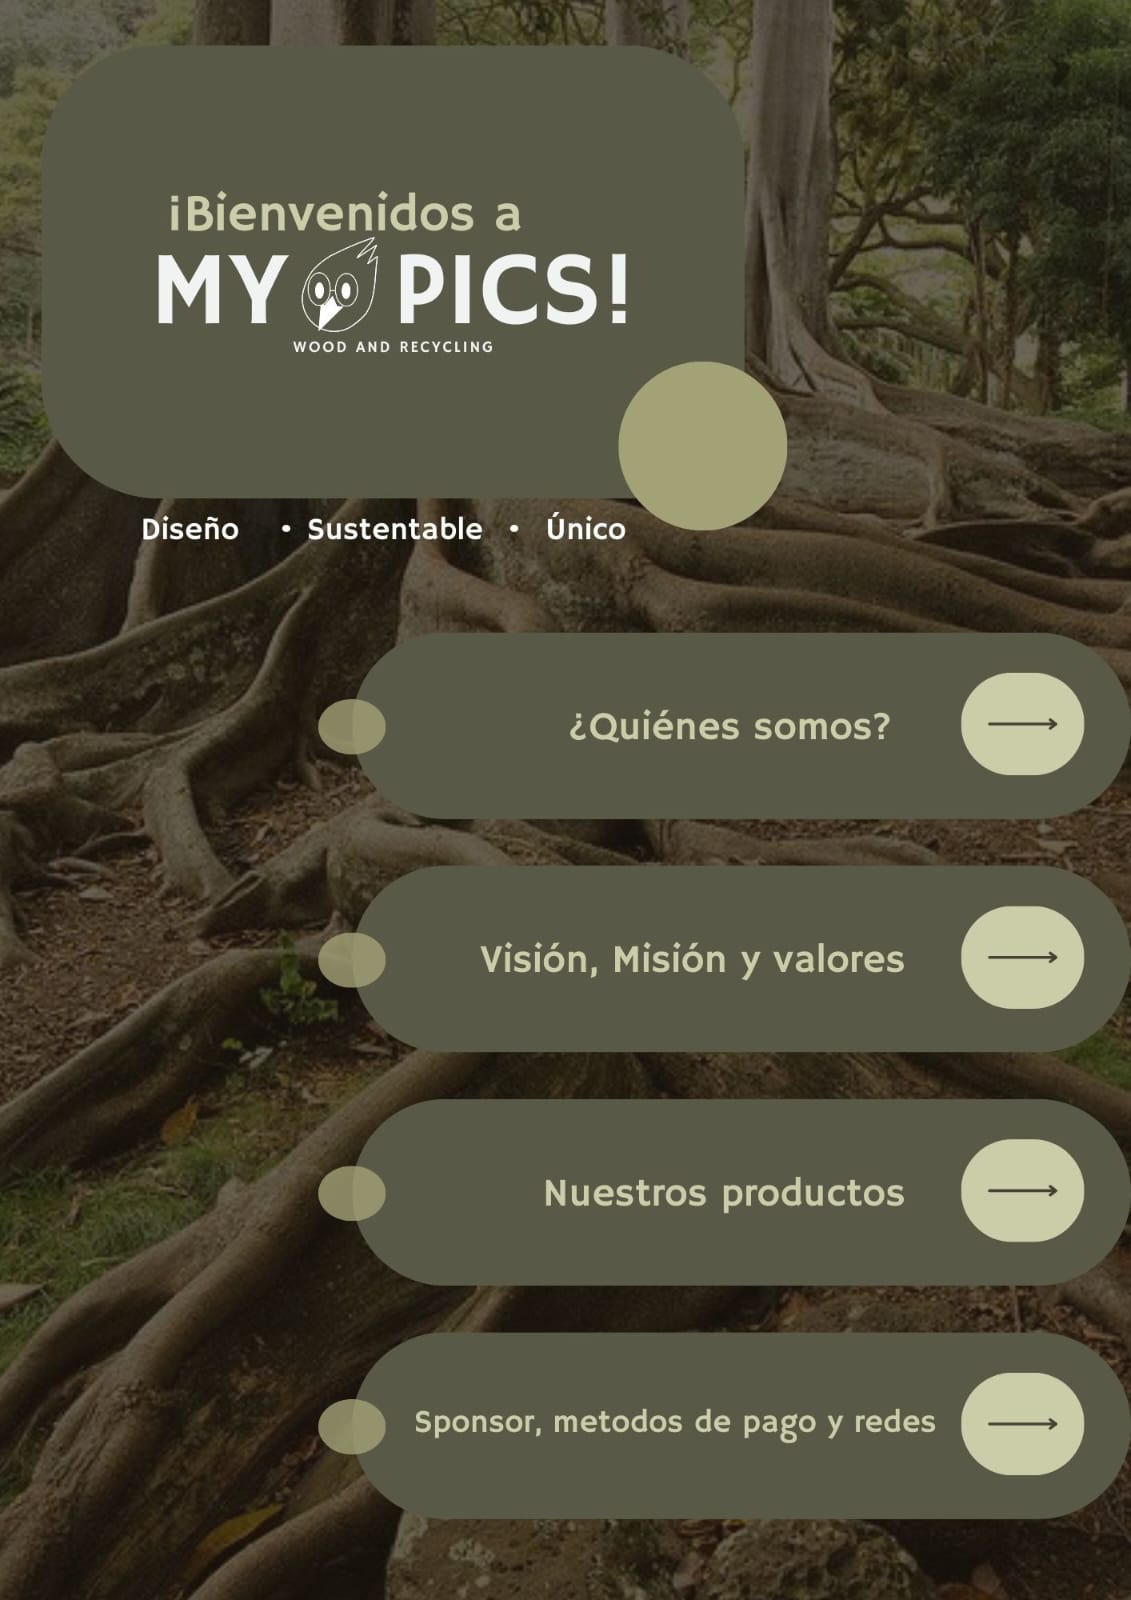 ¡Bienvenidos a
MY PICS!
WOOD AND RECYCLING
Diseño • Sustentable • Único
¿Quiénes somos?
Visión, Misión y valores
Nuestros productos
Sponsor, metodos de pago y redes